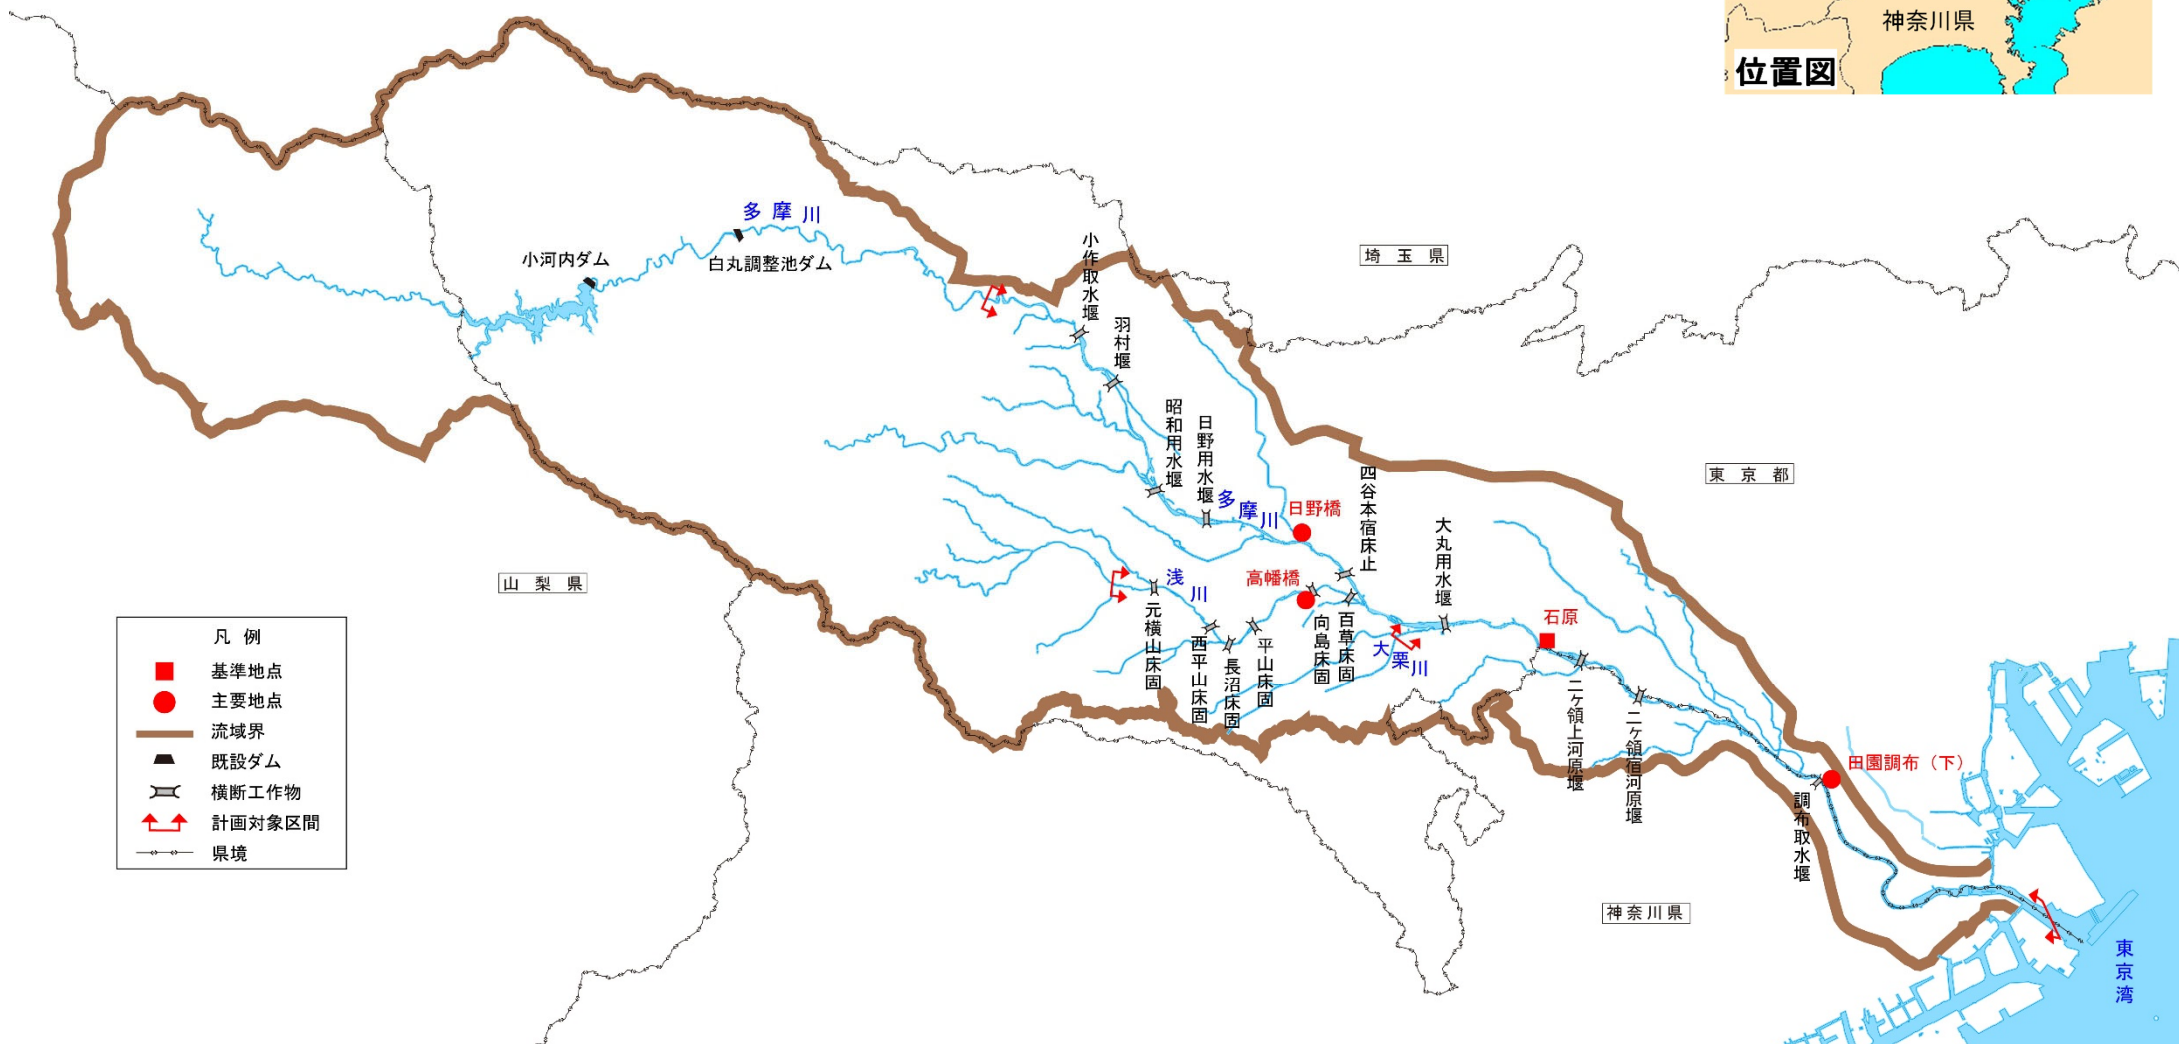 神奈川県
位置図
多摩川
小河内ダム
白丸調整池ダム
小作取水堰
羽村堰
昭和用水堰
日野用水堰
多摩川
日野橋
四谷本宿床止
大丸用水堰
埼玉県
東京都
山梨県
浅川
高幡橋
元横山床固
西平山床固
長沼床固
平山床固
向島床固
百草床固
大栗川
石原
二ケ領上河原堰
二ケ領宿河原堰
田園調布（下）
調布取水堰
神奈川県
東京湾
凡例
基準地点
主要地点
流域界
既設ダム
横断工作物
計画対象区間
県境